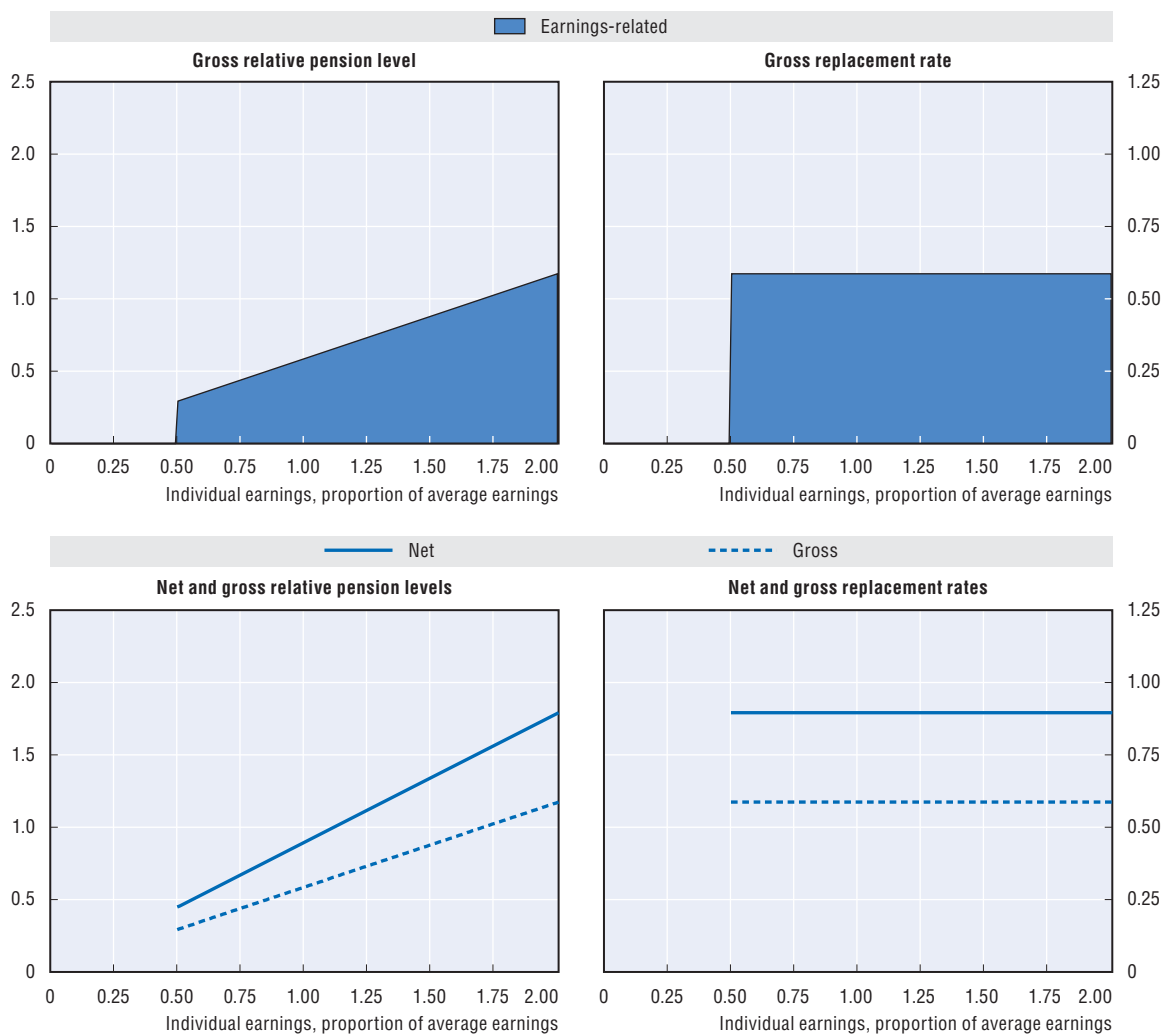 Earnings-related
Gross relative pension level
Gross replacement rate
2.5
2.0
1.5
1.0
0.5
0
1.25
1.00
0.75
0.50
0.25
0
0 0.25 0.50 0.75 1.00 1.25 1.50 1.75 2.00
0 0.25 0.50 0.75 1.00 1.25 1.50 1.75 2.00
Individual earnings, proportion of average earnings
Individual earnings, proportion of average earnings
Net Gross
Net and gross relative pension levels
Net and gross replacement rates
2.5
2.0
1.5
1.0
0.5
0
1.25
1.00
0.75
0.50
0.25
0
0 0.25 0.50 0.75 1.00 1.25 1.50 1.75 2.00
0 0.25 0.50 0.75 1.00 1.25 1.50 1.75 2.00
Individual earnings, proportion of average earnings
Individual earnings, proportion of average earnings